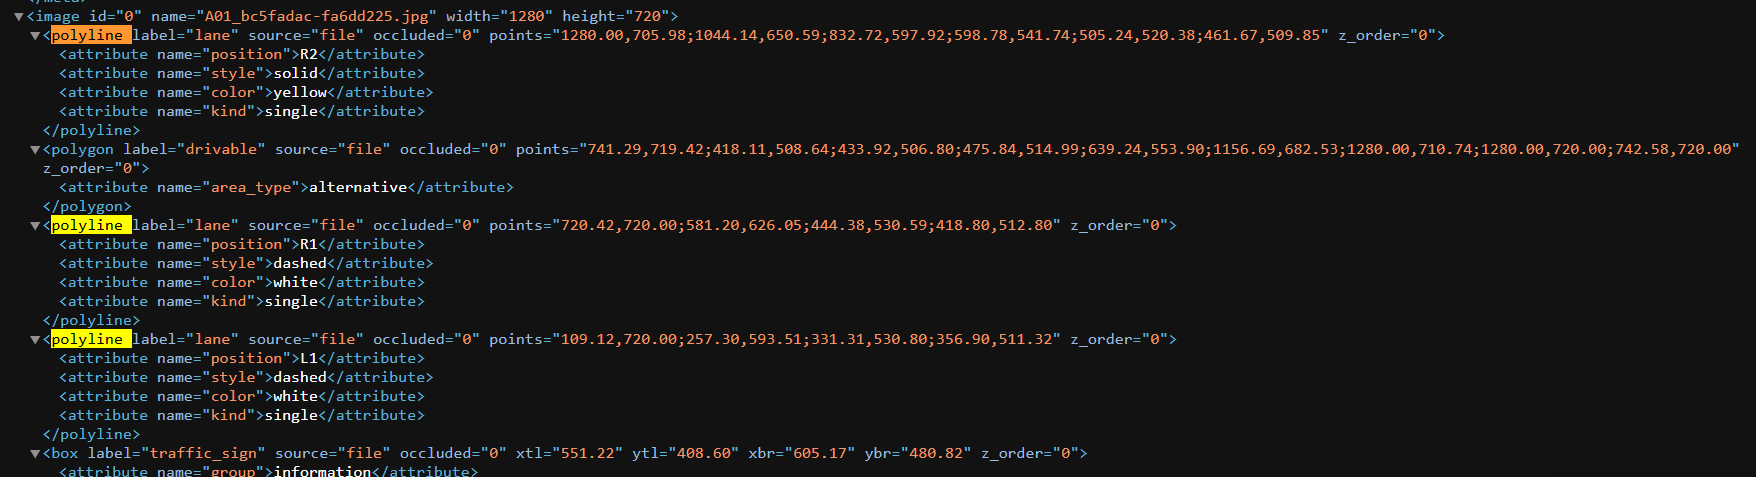 ▼<image id="0" name="A01_bc5fadac-fa6dd225.jpg" width="1280" height="720">
▼<polyline label="lane" source="file" occluded="0" points="1280.00,705.98;1044.14,650.59;832.72,597.92;598.78,541.74;505.24,520.38;461.67,509.85" z_order="0">
<attribute name="position">R2</attribute>
<attribute name="style">solid</attribute>
<attribute name="color">yellow</attribute>
<attribute name="kind">single</attribute>
</polyline>
▼<polygon label="drivable" source="file" occluded="0" points="741.29,719.42;418.11,508.64;433.92,506.80;475.84,514.99;639.24,553.90;1156.69,682.53;1280.00,710.74;1280.00,720.00;742.58,720.00"
z_order="0">
<attribute name="area_type">alternative</attribute>
</polygon>
▼<polyline label="lane" source="file" occluded="0" points="720.42,720.00;581.20,626.05;444.38,530.59;418.80,512.80" z_order="0">
<attribute name="position">R1</attribute>
<attribute name="style">dashed</attribute>
<attribute name="color">white</attribute>
<attribute name="kind">single</attribute>
</polyline>
▼<polyline label="lane" source="file" occluded="0" points="109.12,720.00;257.30,593.51;331.31,530.80;356.90,511.32" z_order="0">
<attribute name="position">L1</attribute>
<attribute name="style">dashed</attribute>
<attribute name="color">white</attribute>
<attribute name="kind">single</attribute>
</polyline>
▼<box label="traffic_sign" source="file" occluded="0" xtl="551.22" ytl="408.60" xbr="605.17" ybr="480.82" z_order="0">
<attribute name="group">information</attribute>